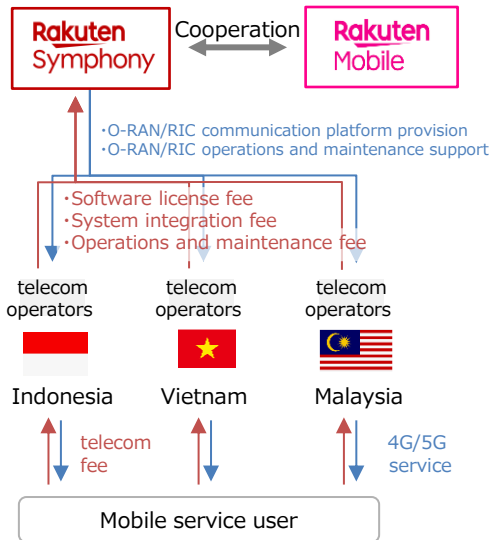 Rakuten
Symphony
Cooperation
Rakuten
Mobile
・O-RAN/RIC communication platform provision
・O-RAN/RIC operations and maintenance support
・Software license fee
・System integration fee
・Operations and maintenance fee
telecom
operators
telecom
operators
telecom
operators
Indonesia
Vietnam
Malaysia
telecom
fee
4G/5G
service
Mobile service user